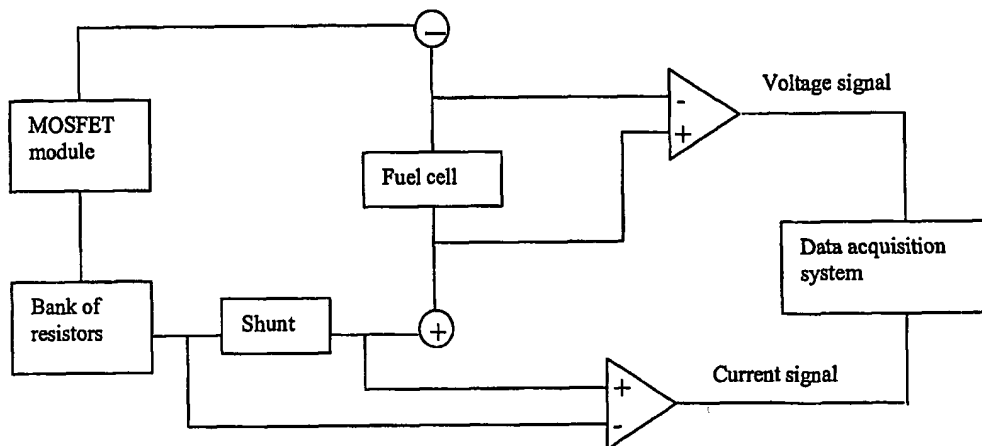 −
Voltage signal
MOSFET
module
-
+
Fuel cell
Data acquisition
system
Bank of
resistors
Shunt
+
Current signal
+
-